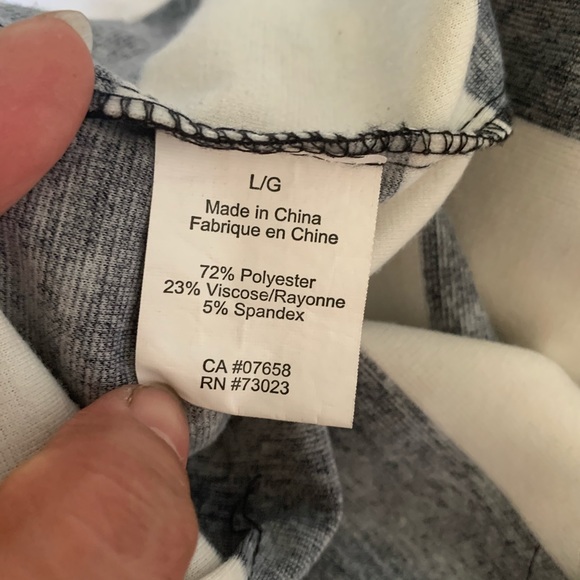 L/G
Made in China
Fabrique en Chine
72% Polyester
23% Viscose/Rayonne
5% Spandex
CA #07658
RN #73023